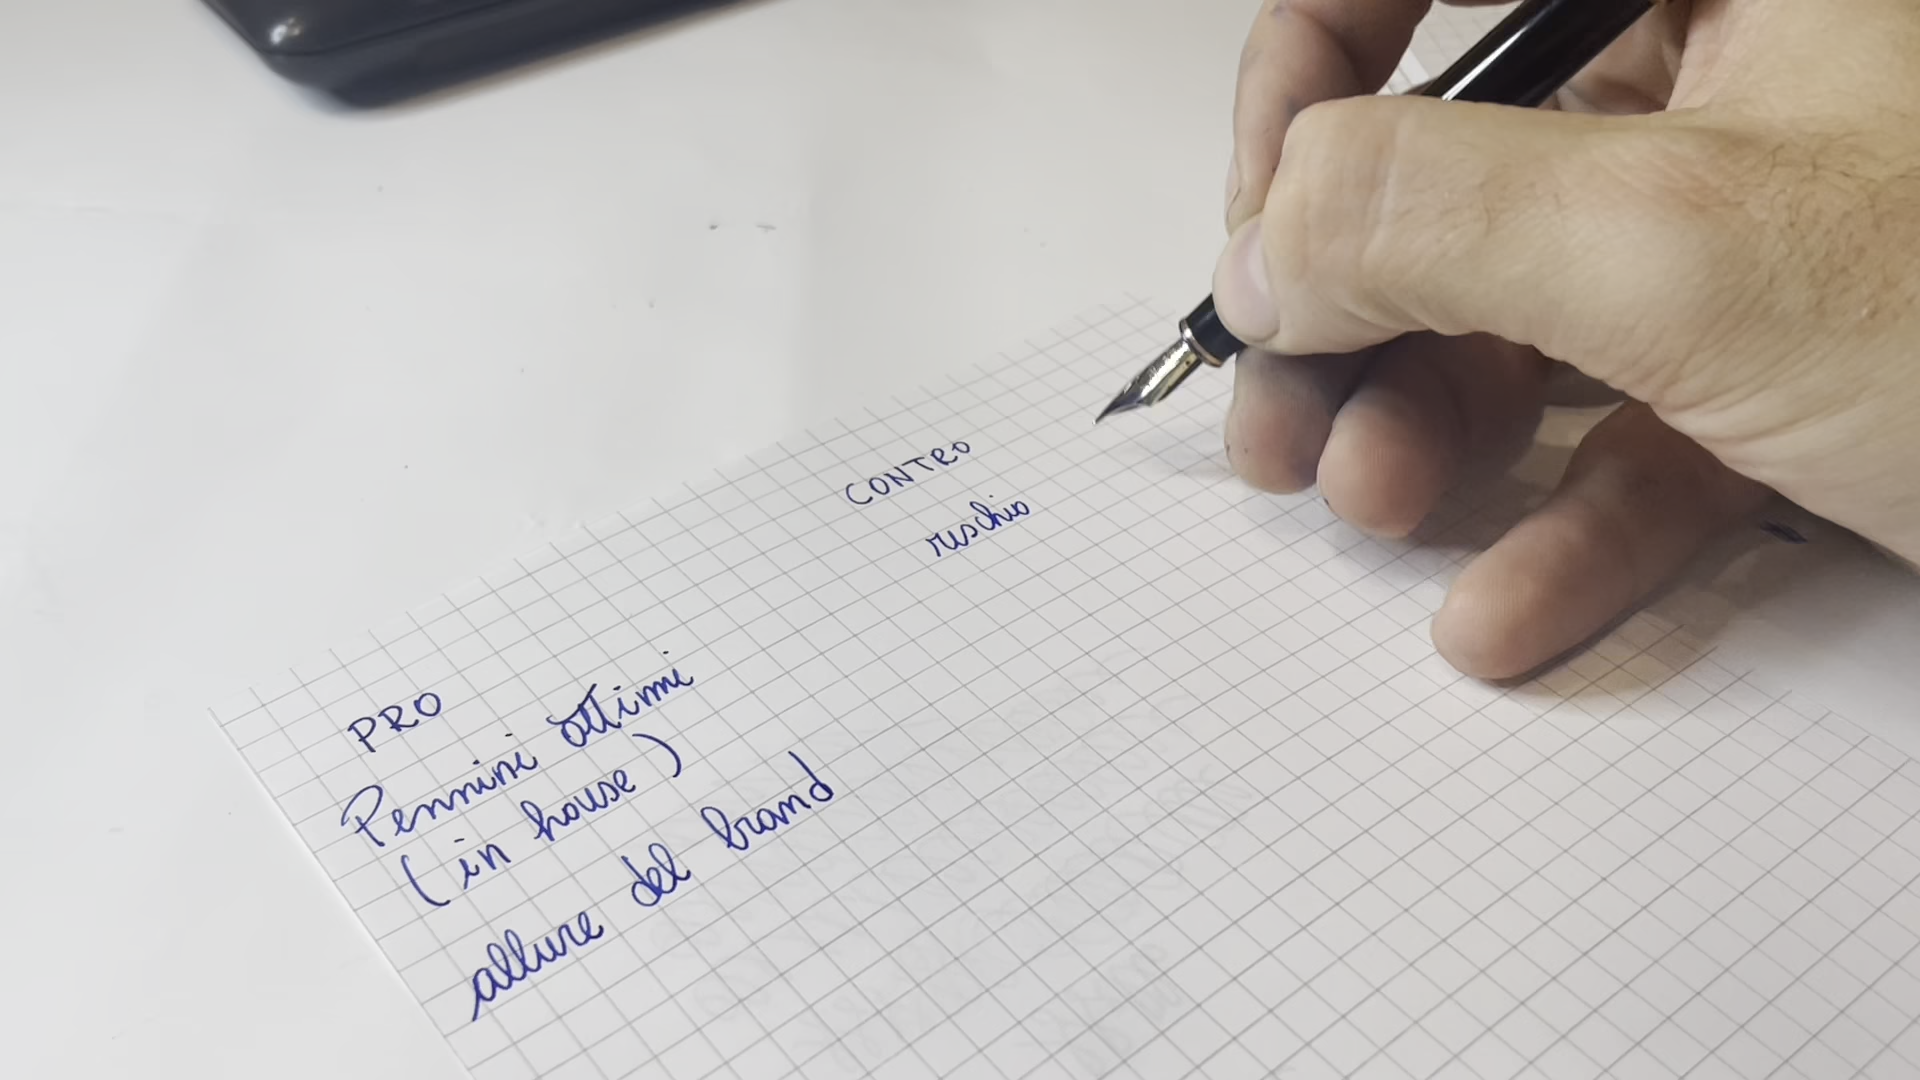 PRO
Pennini ottimi
(in house)
allure del brand
CONTRO
rischio